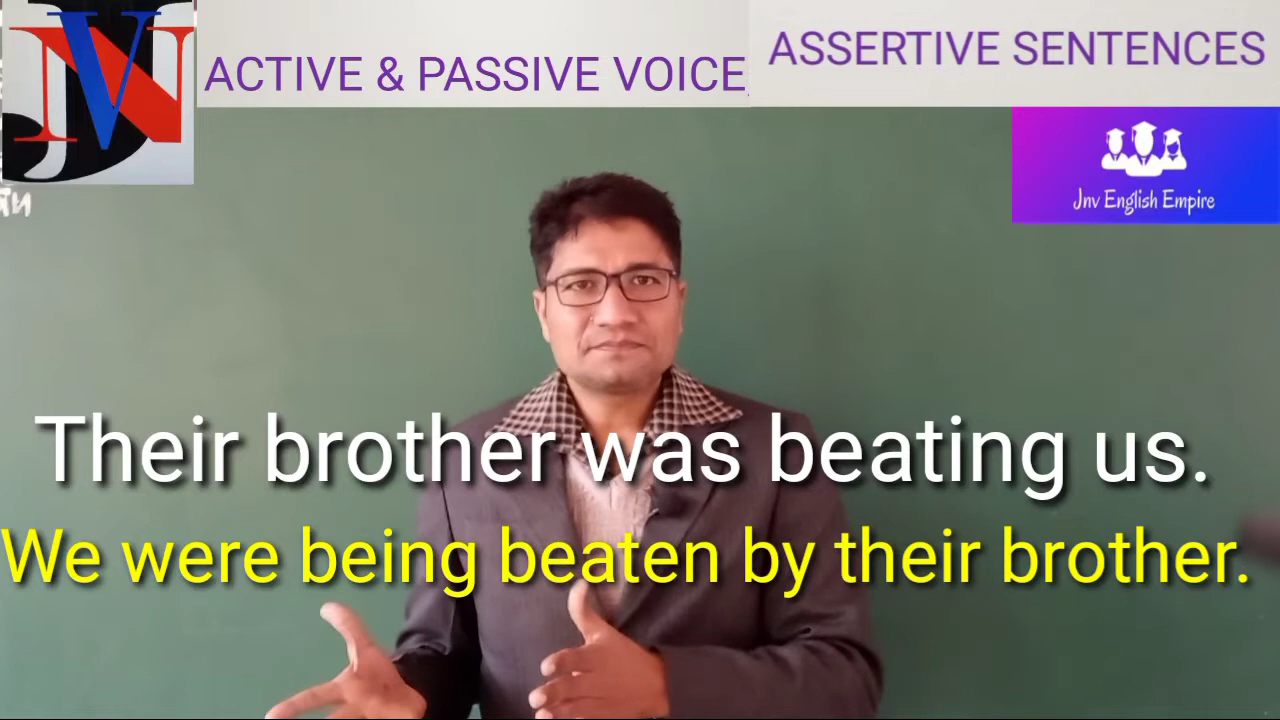 JNV
ACTIVE & PASSIVE VOICE,
ASSERTIVE SENTENCES
Jnv English Empire
Their brother was beating us.
We were being beaten by their brother.